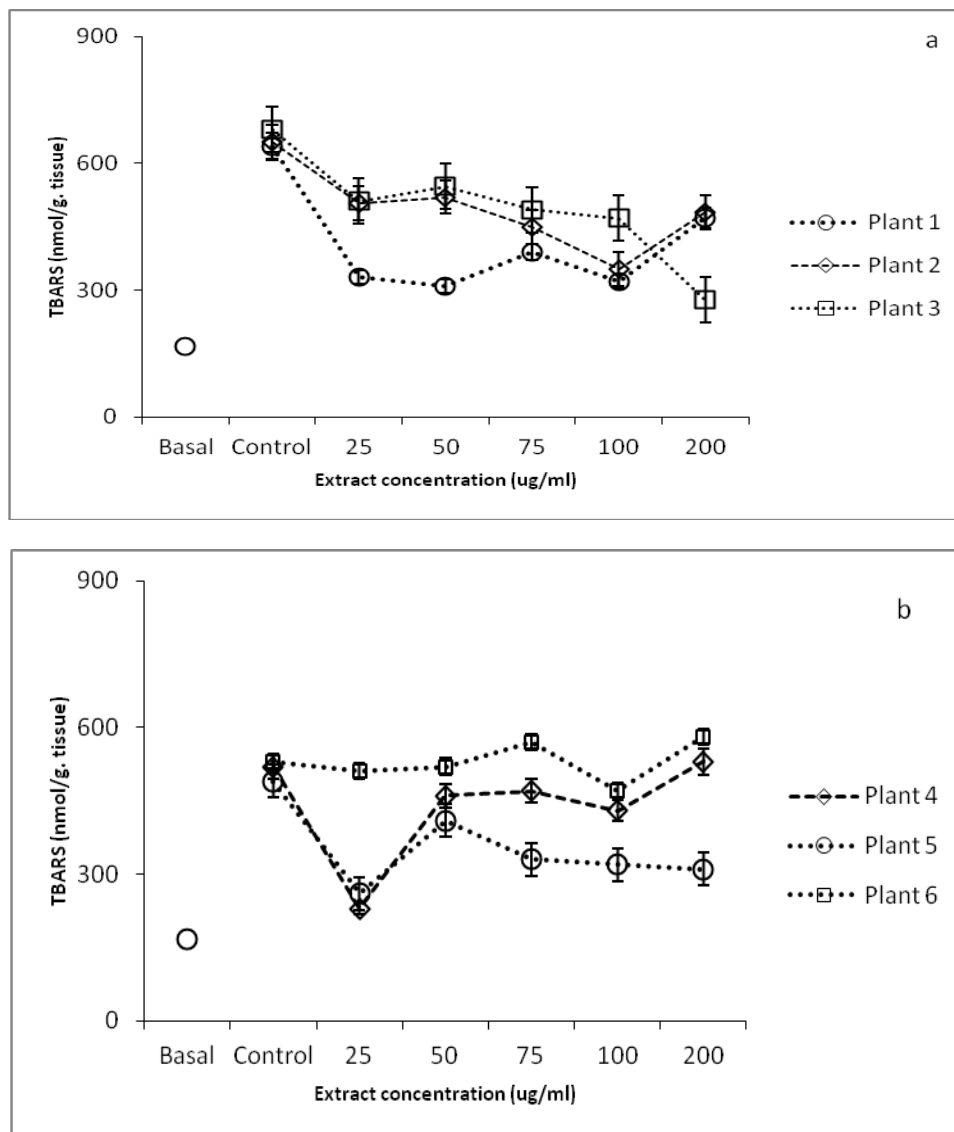 a
900
600
300
0
TBARS (nmol/g. tissue)
Basal Control 25 50 75 100 200
Extract concentration (ug/ml)
Plant 1
Plant 2
Plant 3
b
900
600
300
0
TBARS (nmol/g. tissue)
Basal Control 25 50 75 100 200
Extract concentration (ug/ml)
Plant 4
Plant 5
Plant 6